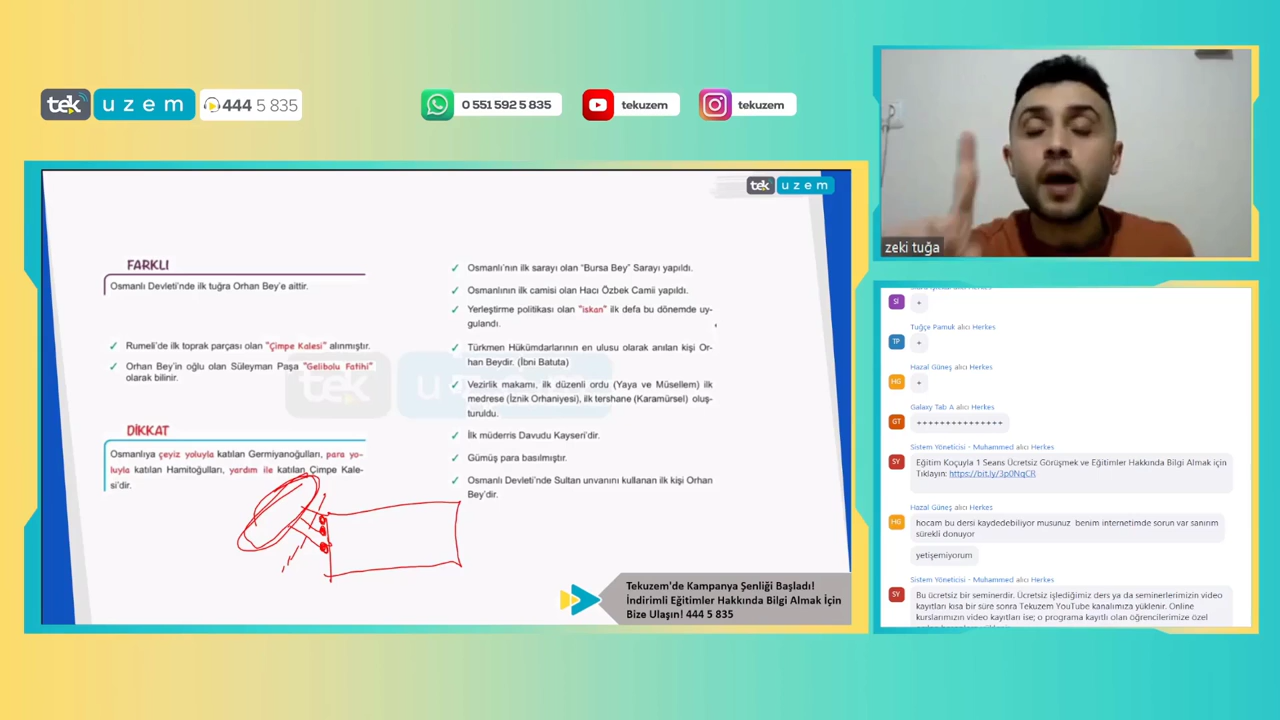 tek uzem 444 5 835
0 551 592 5 835
tekuzem
tekuzem
tek uzem
FARKLI
Osmanlı Devleti'nde ilk tuğra Orhan Bey'e aittir.
✓ Rumeli'de ilk toprak parçası olan "Çimpe Kalesi" alınmıştır.
✓ Orhan Bey'in oğlu olan Süleyman Paşa "Gelibolu Fatihi"
olarak bilinir.
DİKKAT
Osmanlıya çeyiz yoluyla katılan Germiyanoğulları, para yo-
luyla katılan Hamitoğulları, yardım ile katılan Çimpe Kale-
si'dir.
✓ Osmanlı'nın ilk sarayı olan "Bursa Bey" Sarayı yapıldı.
✓ Osmanlının ilk camisi olan Hacı Özbek Camii yapıldı.
✓ Yerleştirme politikası olan "iskan" ilk defa bu dönemde uy-
gulandı.
✓ Türkmen Hükümdarlarının en ulusu olarak anılan kişi Or-
han Beydir. (İbni Batuta)
✓ Vezirlik makamı, ilk düzenli ordu (Yaya ve Müsellem) ilk
medrese (İznik Orhaniyesi), ilk tershane (Karamürsel) oluş-
turuldu.
✓ İlk müderris Davudu Kayseri'dir.
✓ Gümüş para basılmıştır.
✓ Osmanlı Devleti'nde Sultan unvanını kullanan ilk kişi Orhan
Bey'dir.
tek uzem
Tekuzem'de Kampanya Şenliği Başladı!
İndirimli Eğitimler Hakkında Bilgi Almak İçin
Bize Ulaşın! 444 5 835
zeki tuğa
SI +
Tuğçe Pamuk alıcı Herkes
TP +
Hazal Güneş alıcı Herkes
HG +
Galaxy Tab A alıcı Herkes
GT +++++++++++++++
Sistem Yöneticisi - Muhammed alıcı Herkes
SY Eğitim Koçuyla 1 Seans Ücretsiz Görüşmek ve Eğitimler Hakkında Bilgi Almak için
Tıklayın: https://bit.ly/3p0NqCR
Hazal Güneş alıcı Herkes
HG hocam bu dersi kaydedebiliyor musunuz benim internetimde sorun var sanırım
sürekli donuyor
yetişemiyorum
Sistem Yöneticisi - Muhammed alıcı Herkes
SY Bu ücretsiz bir seminerdir. Ücretsiz işlediğimiz ders ya da seminerlerimizin video
kayıtları kısa bir süre sonra Tekuzem YouTube kanalımıza yüklenir. Online
kurslarımızın video kayıtları ise; o programa kayıtlı olan öğrencilerimize özel